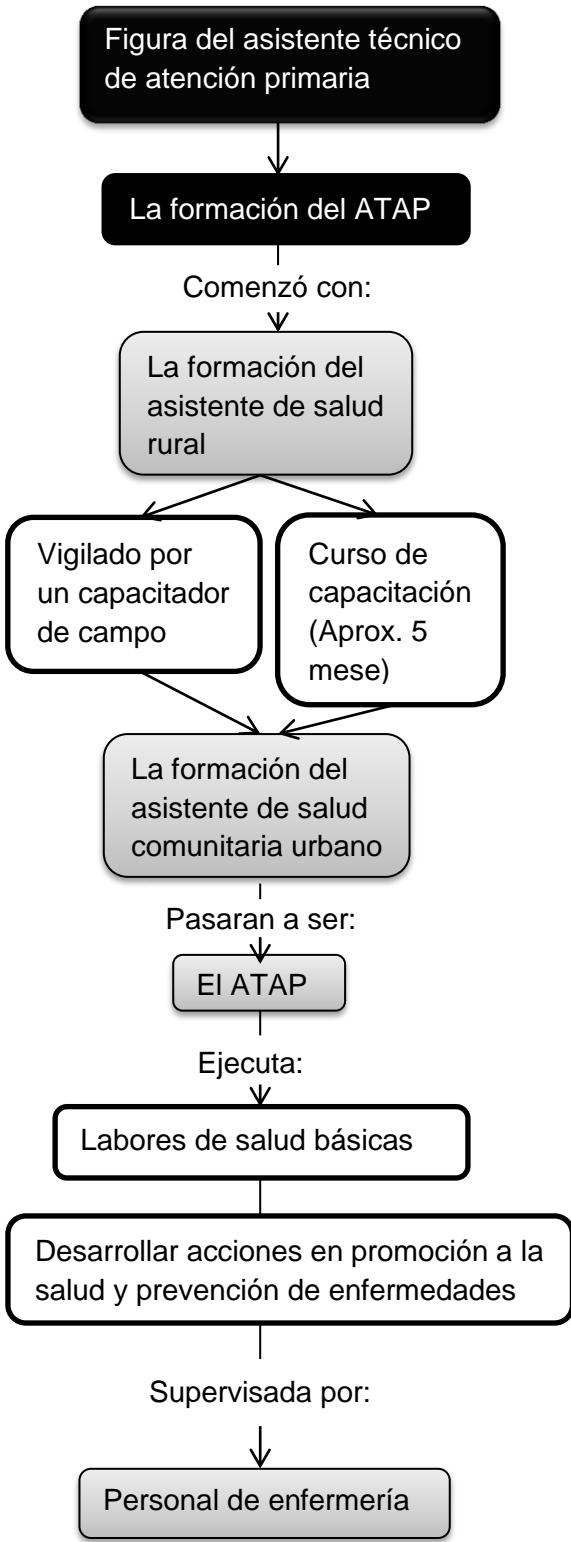 Figura del asistente técnico
de atención primaria
La formación del ATAP
Comenzó con:
La formación del
asistente de salud
rural
Vigilado por
un capacitador
de campo
Curso de
capacitación
(Aprox. 5
mese)
La formación del
asistente de salud
comunitaria urbano
Pasaran a ser:
El ATAP
Ejecuta:
Labores de salud básicas
Desarrollar acciones en promoción a la
salud y prevención de enfermedades
Supervisada por:
Personal de enfermería